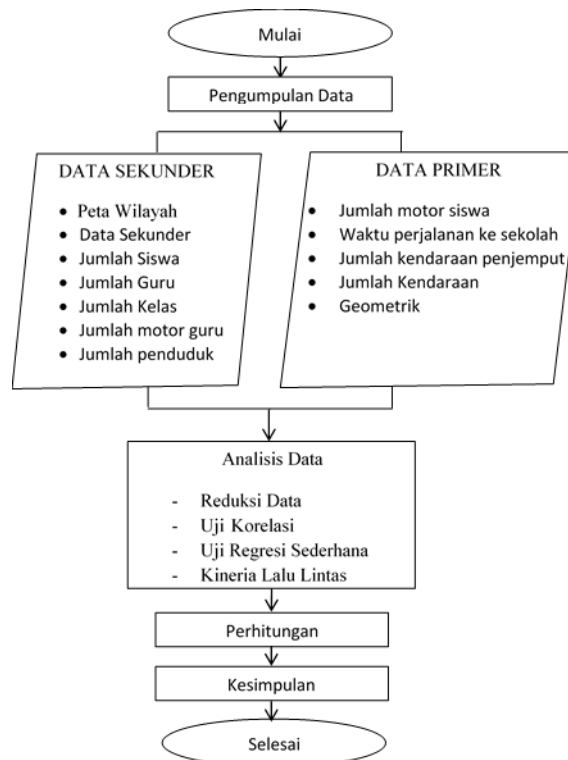 Mulai
Pengumpulan Data
DATA SEKUNDER
• Peta Wilayah
• Data Sekunder
• Jumlah Siswa
• Jumlah Guru
• Jumlah Kelas
• Jumlah motor guru
• Jumlah penduduk
DATA PRIMER
• Jumlah motor siswa
• Waktu perjalanan ke sekolah
• Jumlah kendaraan penjemput
• Jumlah Kendaraan
• Geometrik
Analisis Data
- Reduksi Data
- Uji Korelasi
- Uji Regresi Sederhana
- Kineria Lalu Lintas
Perhitungan
Kesimpulan
Selesai